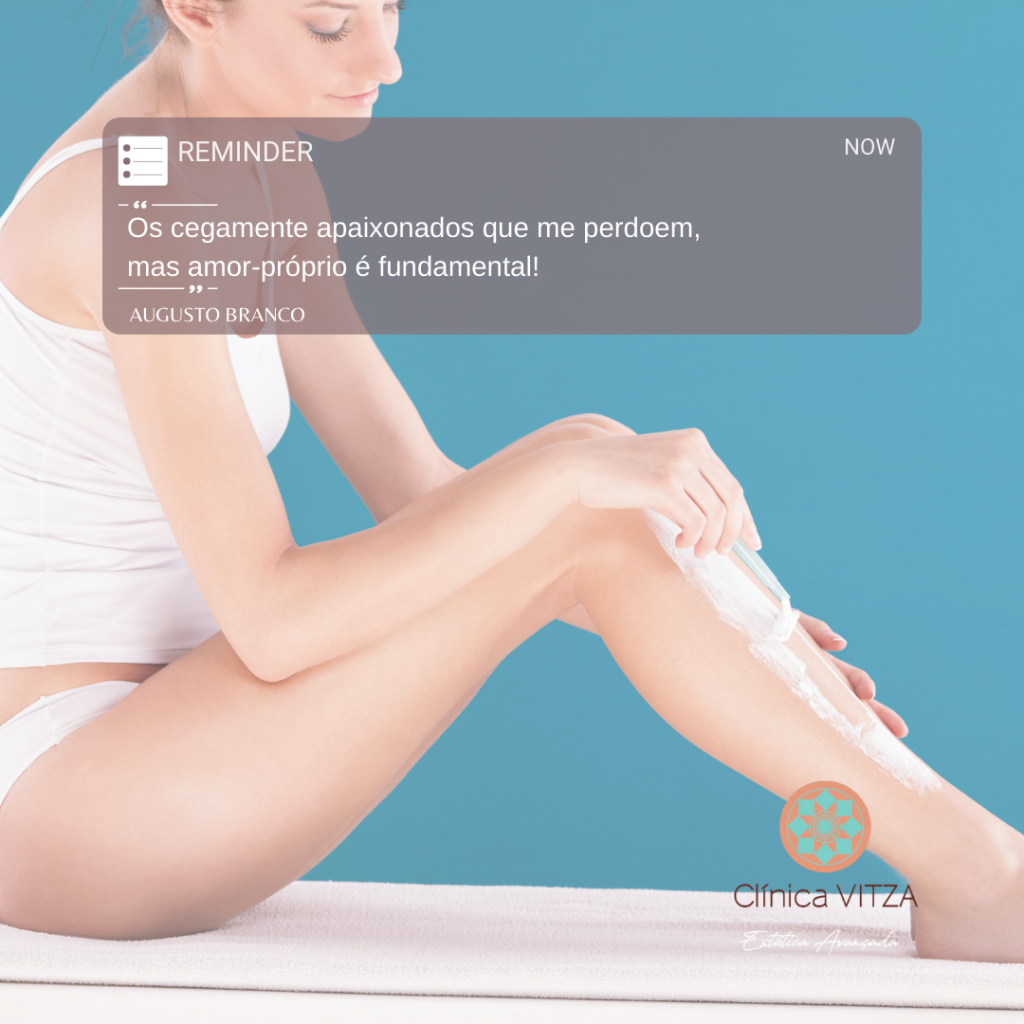 REMINDER
NOW
“
Os cegamente apaixonados que me perdoem,
mas amor-próprio é fundamental!
”
AUGUSTO BRANCO
Clínica VITZA
Estética Avançada